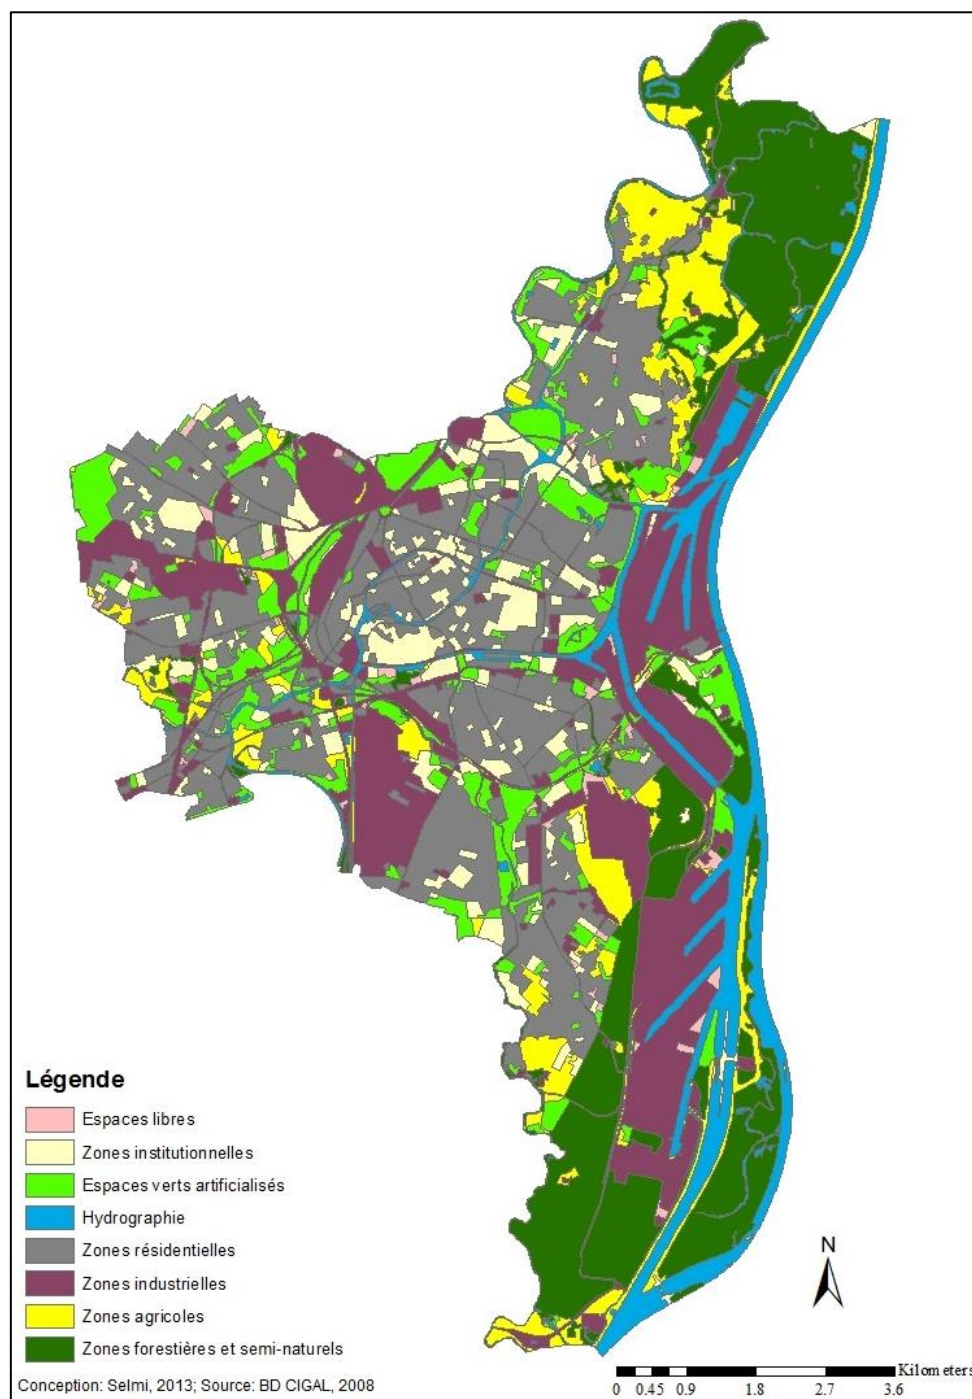 Légende
Espaces libres
Zones institutionnelles
Espaces verts artificialisés
Hydrographie
Zones résidentielles
Zones industrielles
Zones agricoles
Zones forestières et semi-naturels
Conception: Selmi, 2013; Source: BD CIGAL, 2008
N
Kilometers
0 0.45 0.9 1.8 2.7 3.6